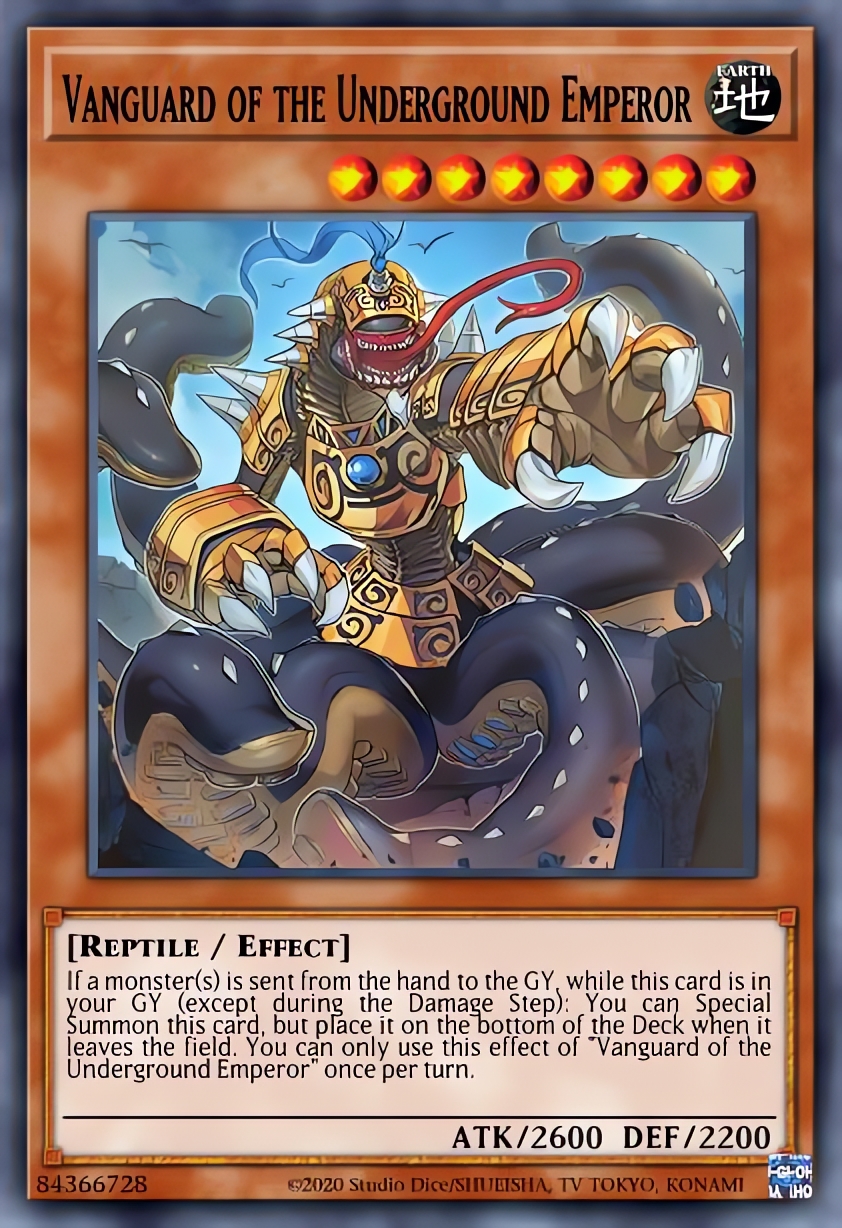 VANGUARD OF THE UNDERGROUND EMPEROR
EARTH
地
[REPTILE / EFFECT]
If a monster(s) is sent from the hand to the GY, while this card is in
your GY (except during the Damage Step): You can Special
Summon this card, but place it on the bottom of the Deck when it
leaves the field. You can only use this effect of "Vanguard of the
Underground Emperor" once per turn.
ATK/2600 DEF/2200
84366728
©2020 Studio Dice/SHUEISHA, TV TOKYO, KONAMI